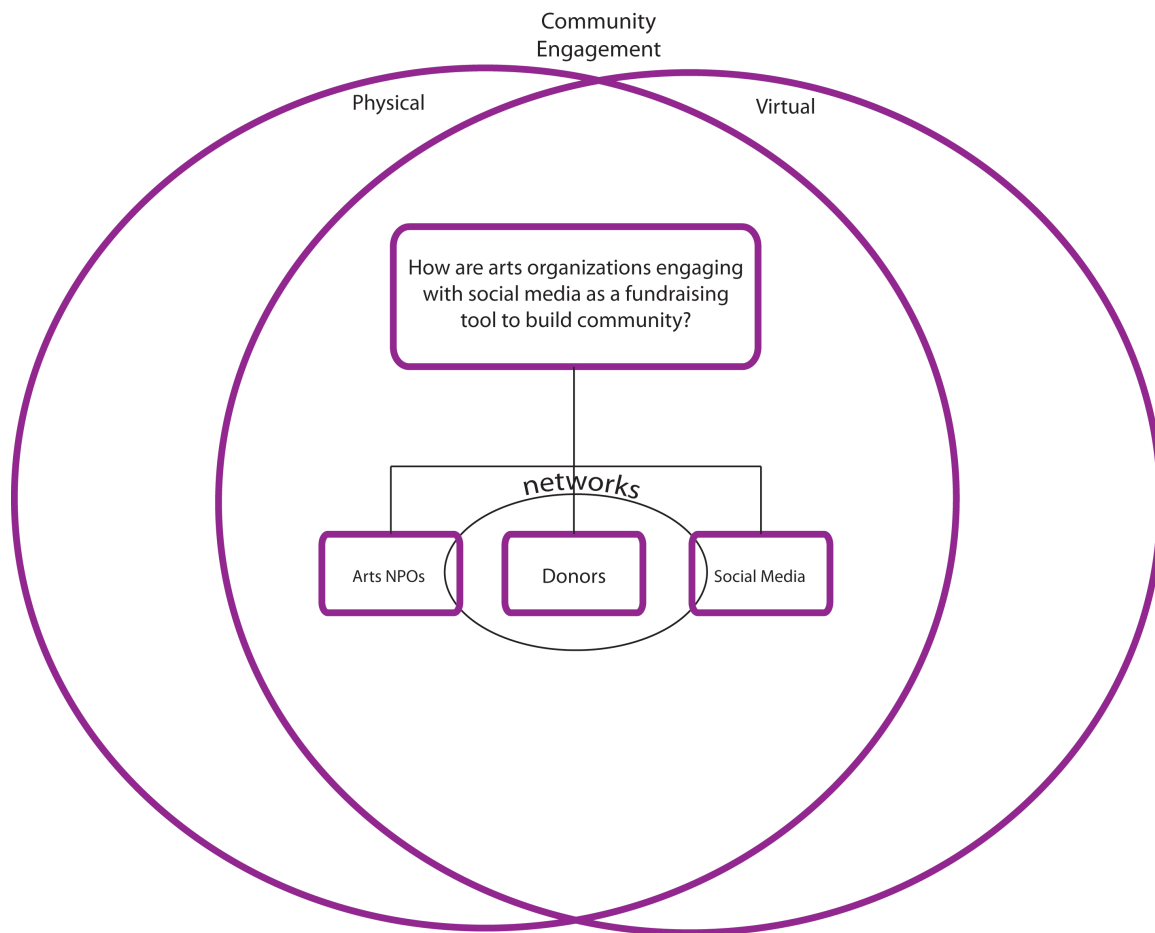 Community
Engagement
Physical
Virtual
How are arts organizations engaging
with social media as a fundraising
tool to build community?
networks
Arts NPOs
Donors
Social Media